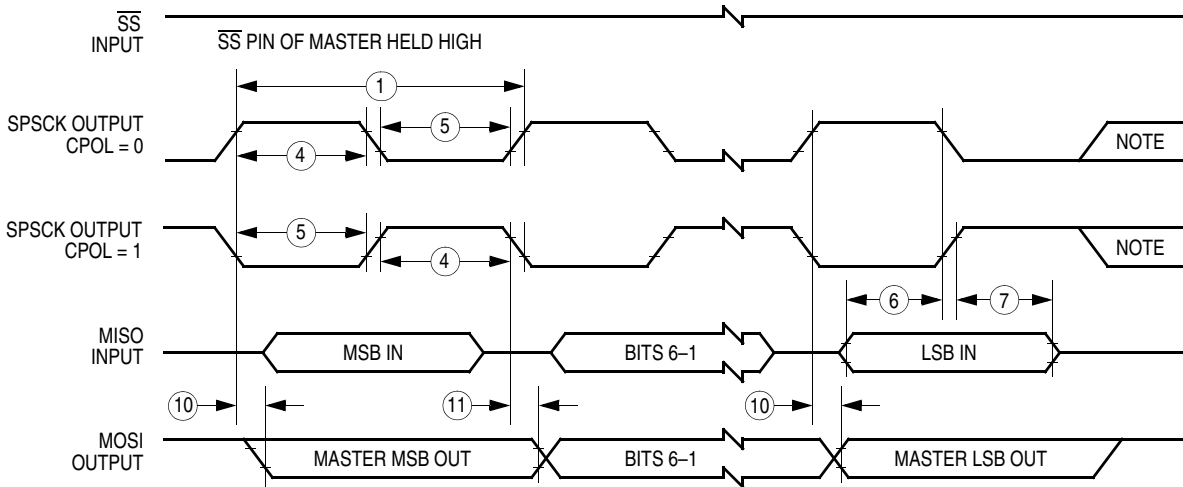 SS
INPUT
SS PIN OF MASTER HELD HIGH
1
SPSCK OUTPUT
CPOL = 0
5
4
NOTE
SPSCK OUTPUT
CPOL = 1
5
4
NOTE
6
7
MISO
INPUT
MSB IN
BITS 6–1
LSB IN
10
11
10
MOSI
OUTPUT
MASTER MSB OUT
BITS 6–1
MASTER LSB OUT